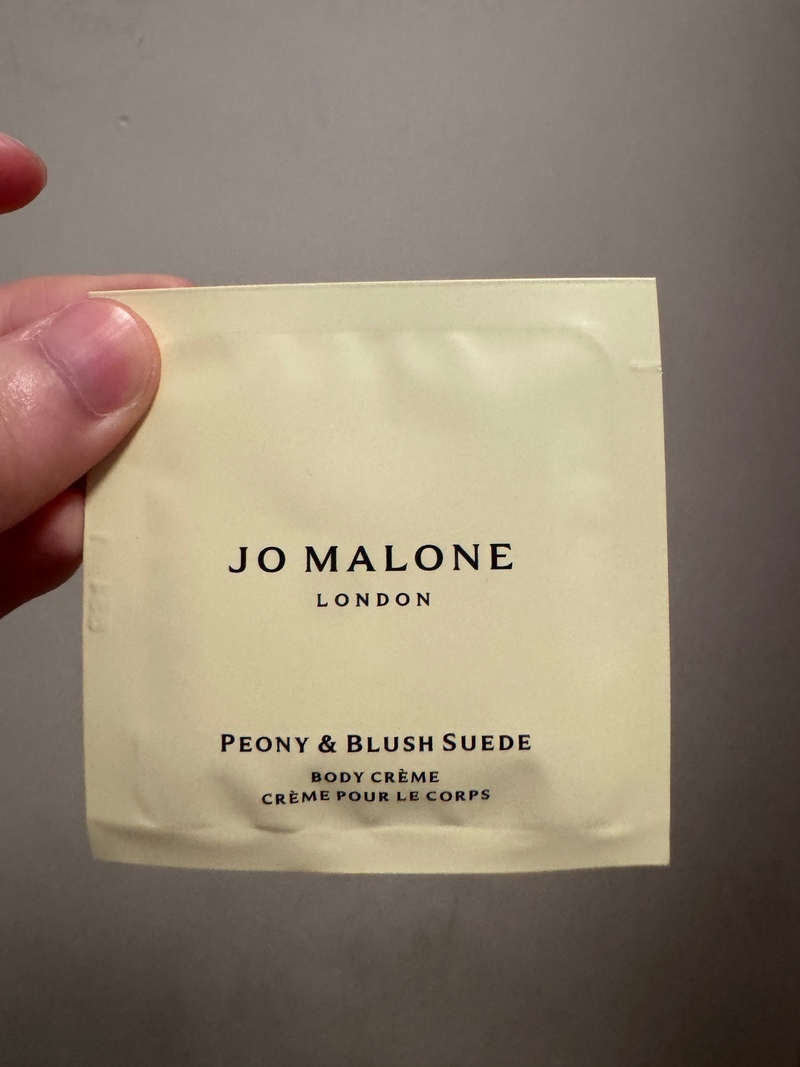 JO MALONE
LONDON
PEONY & BLUSH SUEDE
BODY CRÈME
CRÈME POUR LE CORPS